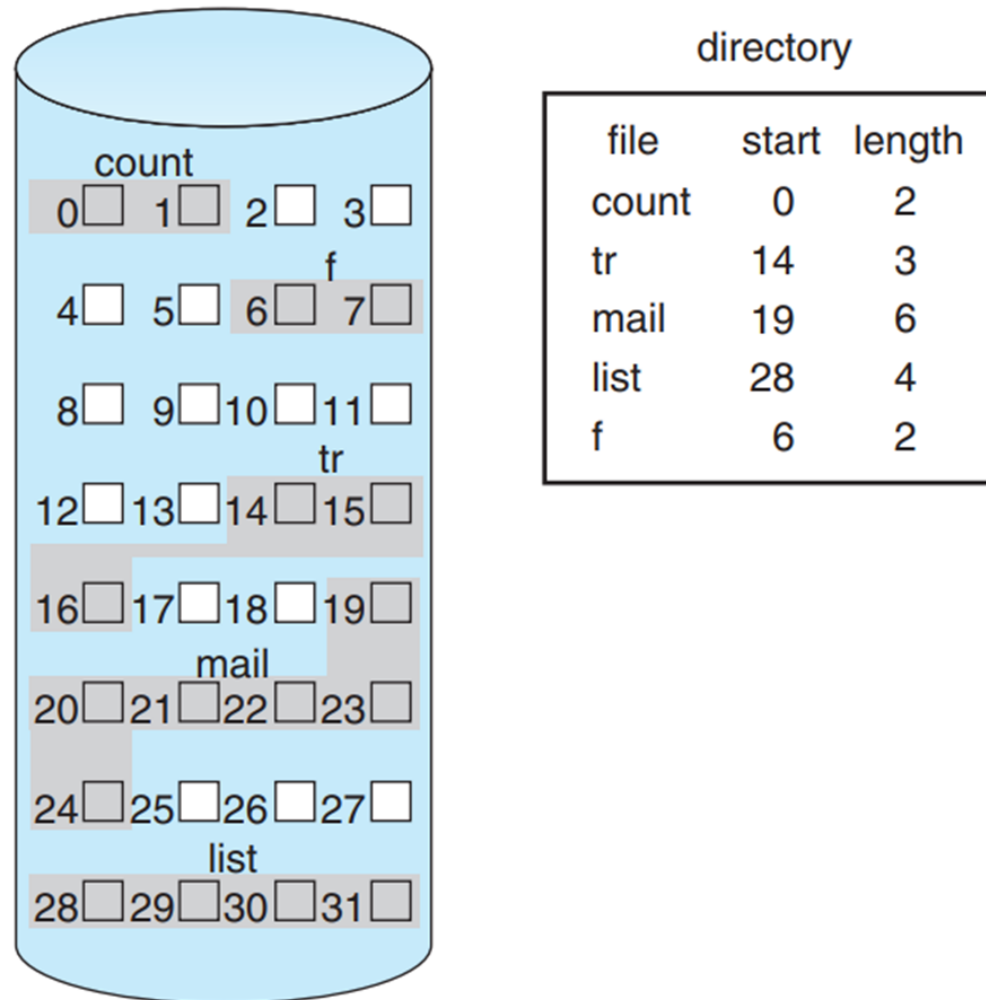 count
0 1 2 3
f
4 5 6 7
8 9 10 11
tr
12 13 14 15
16 17 18 19
mail
20 21 22 23
24 25 26 27
list
28 29 30 31
directory
file start length
count 0 2
tr 14 3
mail 19 6
list 28 4
f 6 2